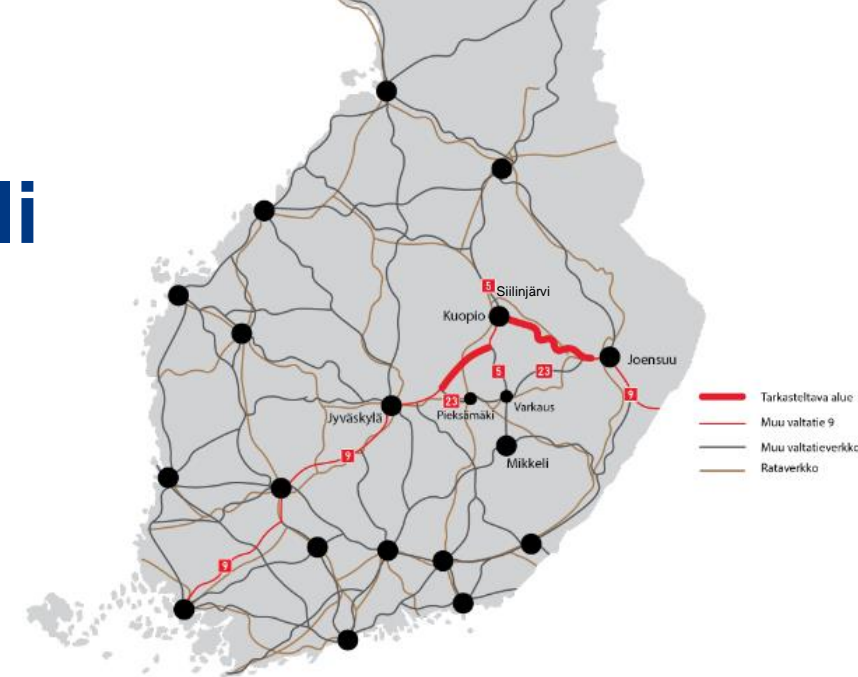 li
5
Siilinjärvi
Kuopio
Joensuu
5
23
9
23
Pieksämäki
Varkaus
Jyväskylä
Mikkeli
9
9
Tarkasteltava alue
Muu valtatie 9
Muu valtatieverkko
Rataverkko